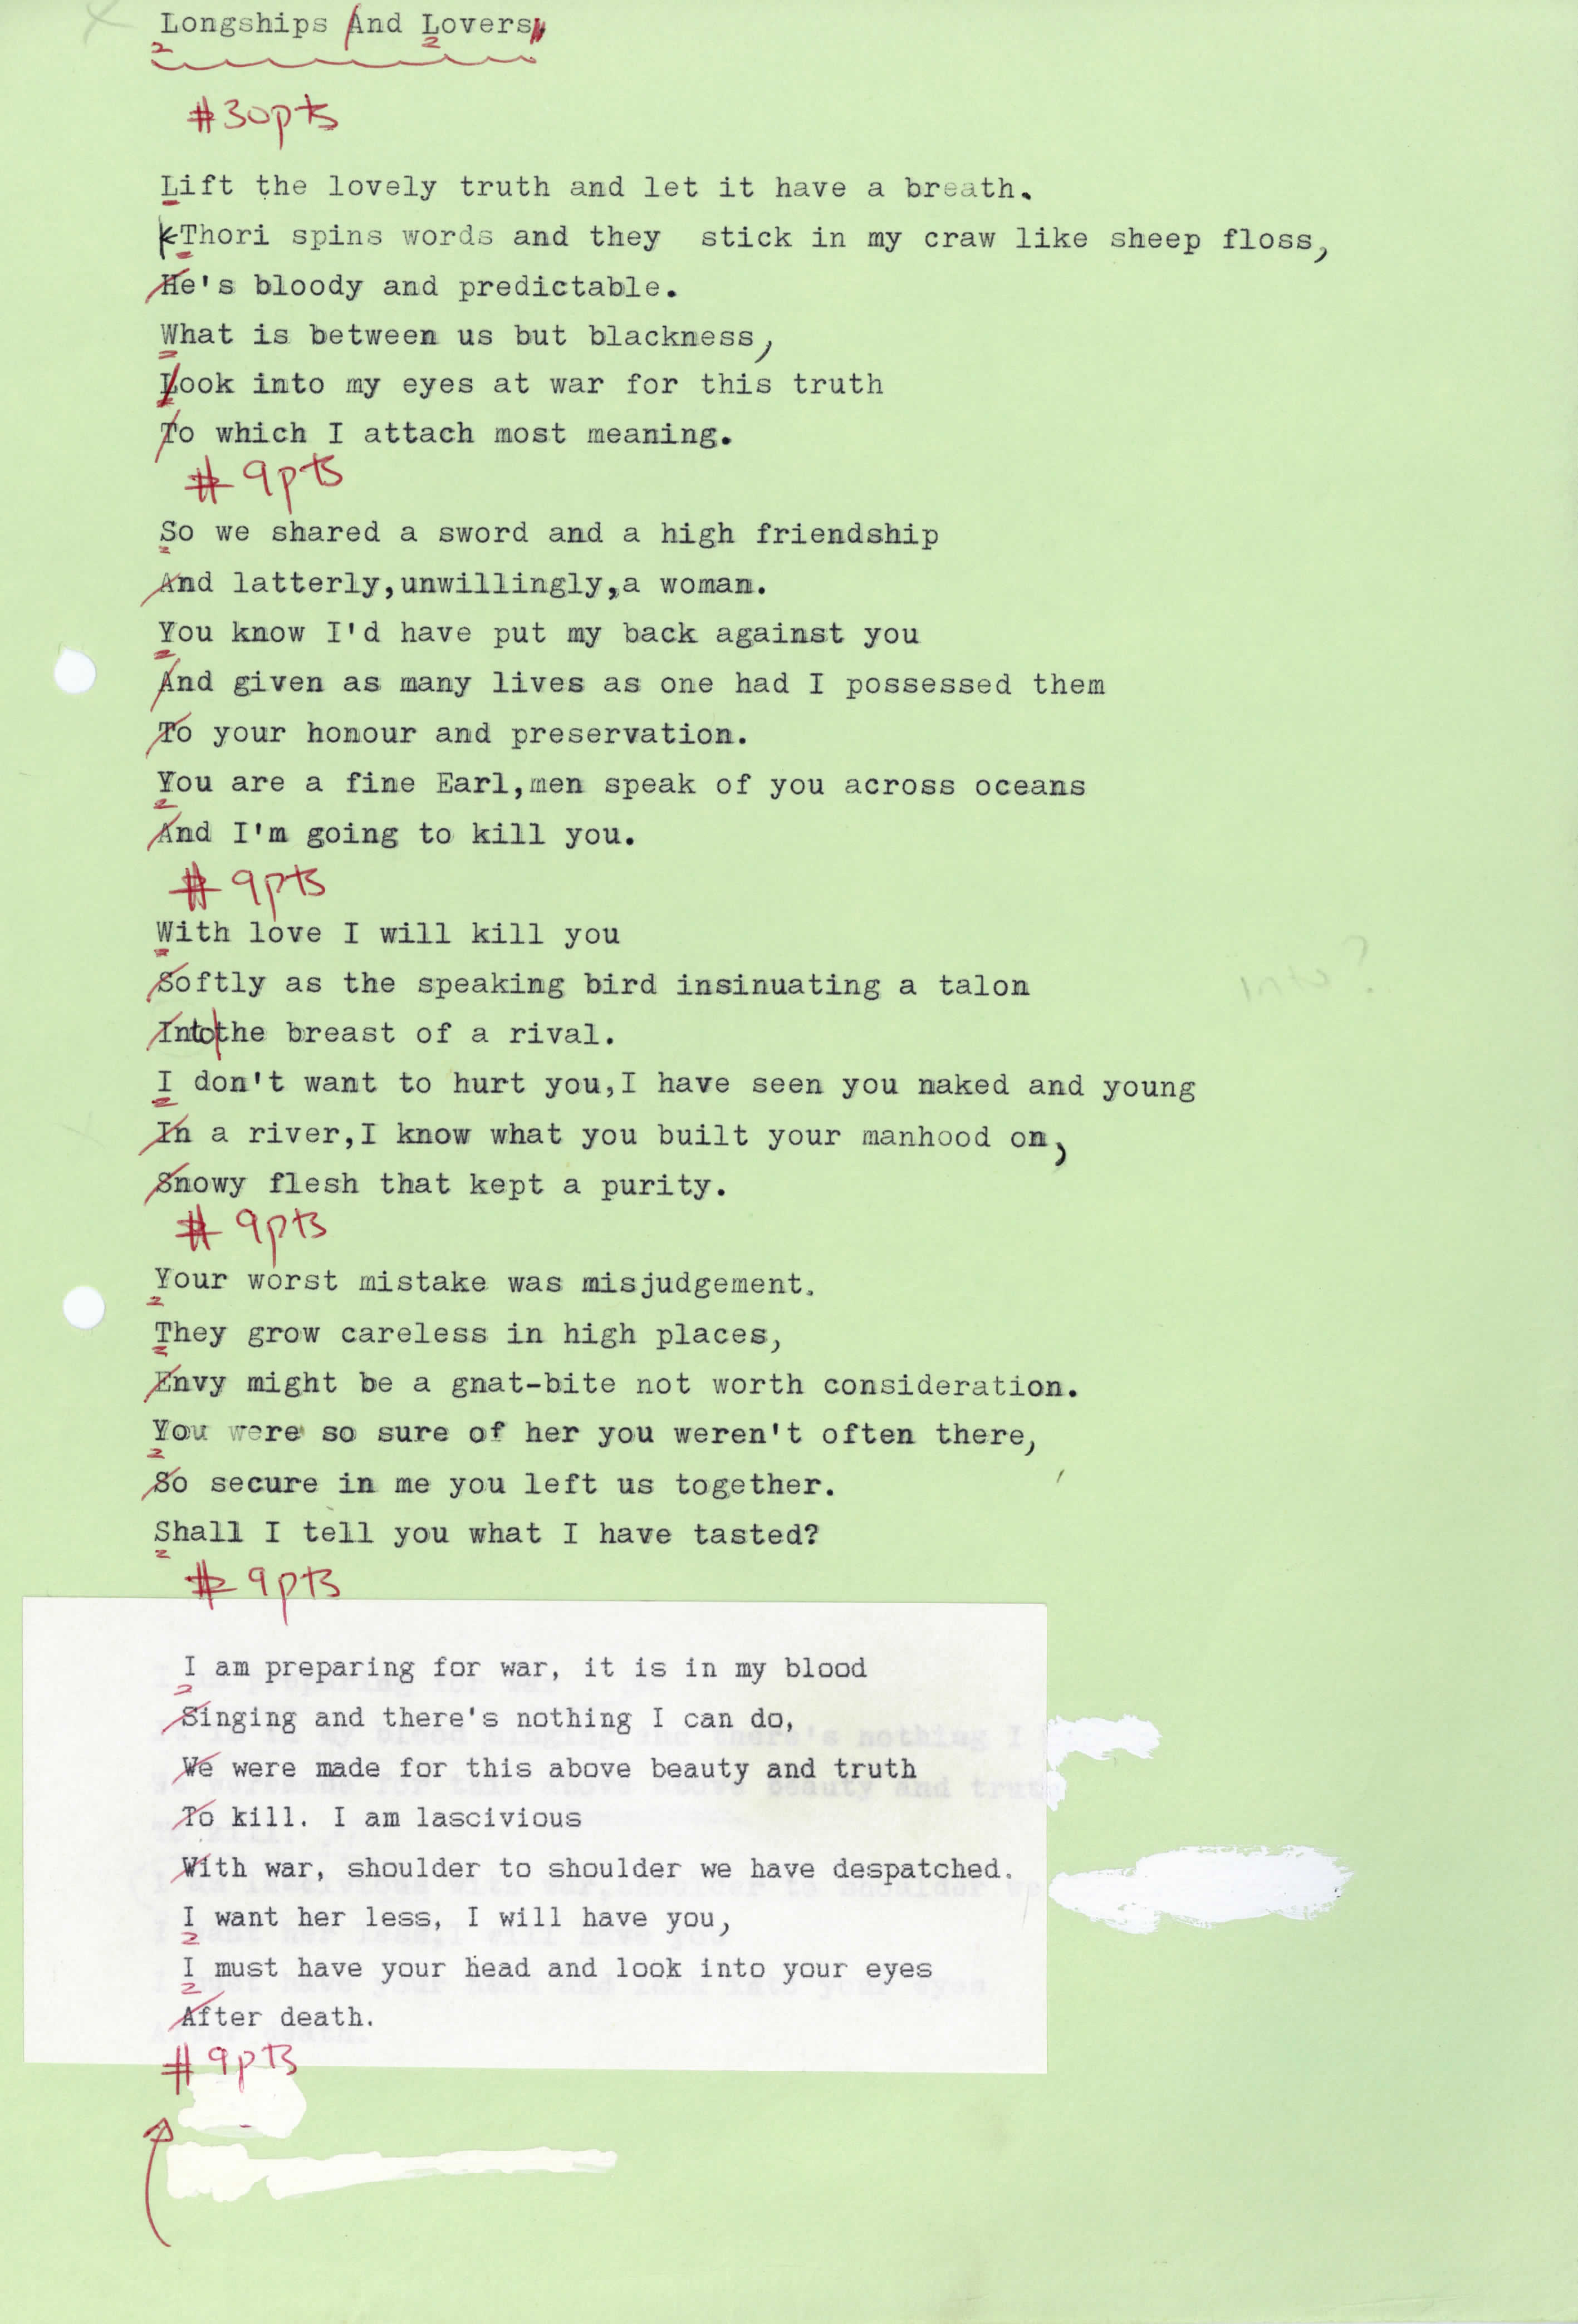 Longships And Lovers
#30pts
Lift the lovely truth and let it have a breath.
Thori spins words and they stick in my craw like sheep floss,
He's bloody and predictable.
What is between us but blackness,
Look into my eyes at war for this truth
To which I attach most meaning.
# 9pts
So we shared a sword and a high friendship
And latterly,unwillingly,a woman.
You know I'd have put my back against you
And given as many lives as one had I possessed them
To your honour and preservation.
You are a fine Earl,men speak of you across oceans
And I'm going to kill you.
# 9pts
With love I will kill you
Softly as the speaking bird insinuating a talon
into?
Into|the breast of a rival.
I don't want to hurt you,I have seen you naked and young
In a river,I know what you built your manhood on,
Snowy flesh that kept a purity.
# 9pts
Your worst mistake was misjudgement.
They grow careless in high places,
Envy might be a gnat-bite not worth consideration.
You were so sure of her you weren't often there,
So secure in me you left us together.
Shall I tell you what I have tasted?
# 9pts
I am preparing for war, it is in my blood
Singing and there's nothing I can do,
We were made for this above beauty and truth
To kill. I am lascivious
With war, shoulder to shoulder we have despatched.
I want her less, I will have you,
I must have your head and look into your eyes
After death.
# 9pts